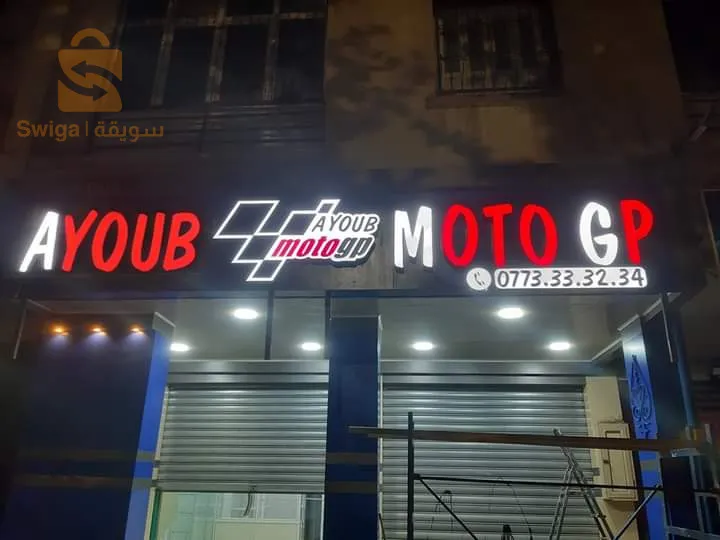 Swiga | سويقة
AYOUB
AYOUB
motogp
MOTO GP
0773.33.32.34